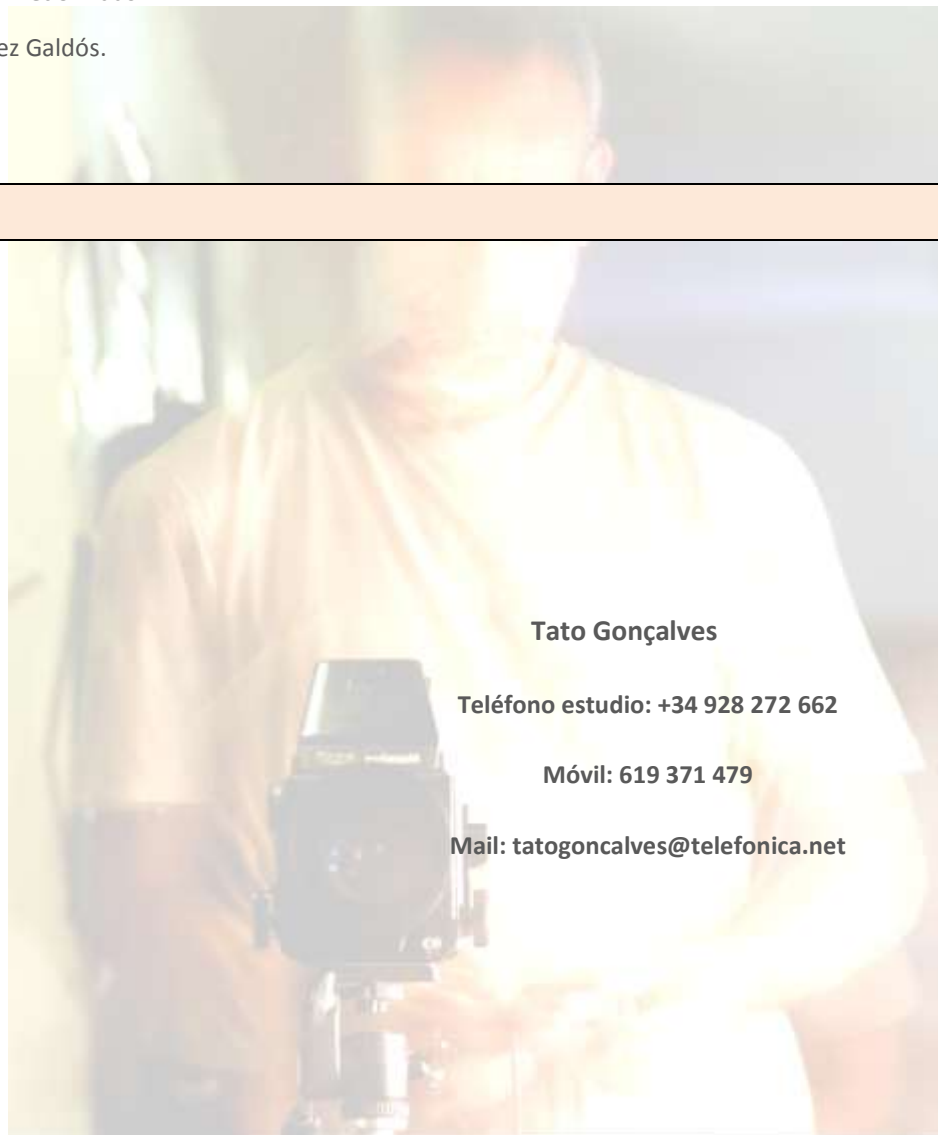 ez Galdós.
Tato Gonçalves
Teléfono estudio: +34 928 272 662
Móvil: 619 371 479
Mail: tatogoncalves@telefonica.net